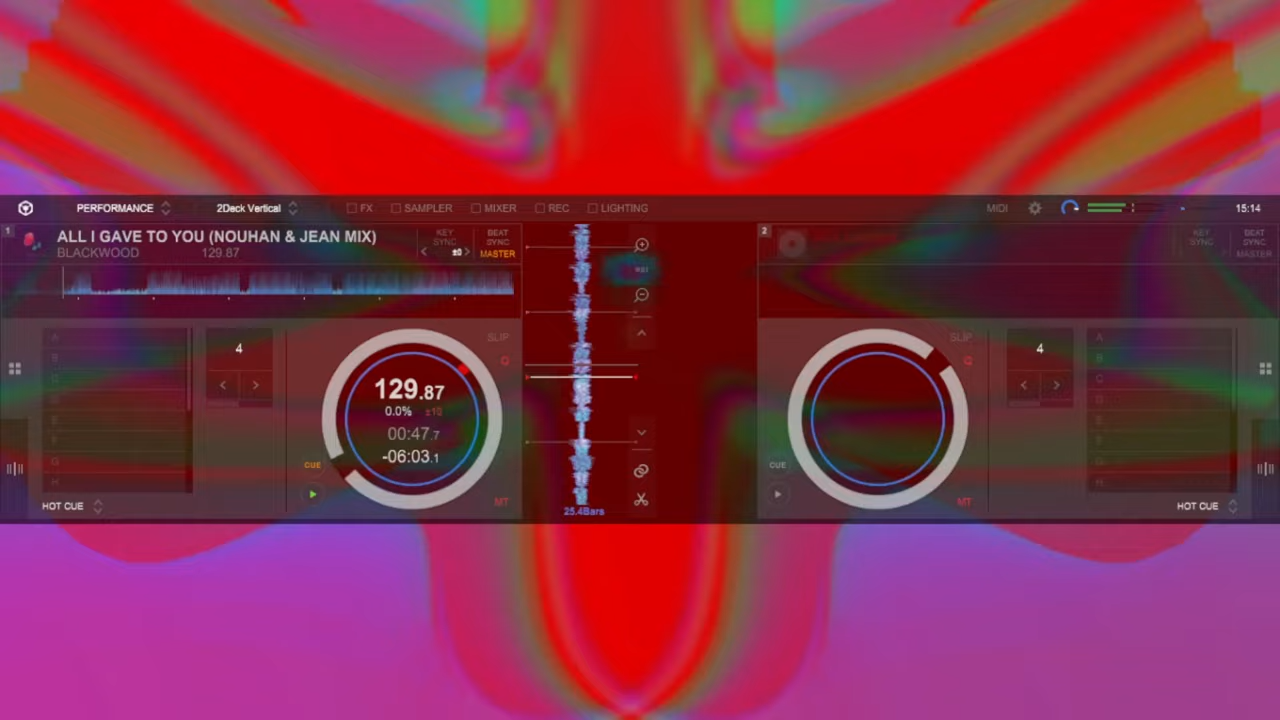 PERFORMANCE 2Deck Vertical FX SAMPLER MIXER REC LIGHTING MIDI 15:14
1 ALL I GAVE TO YOU (NOUHAN & JEAN MIX) KEY SYNC BEAT SYNC
BLACKWOOD 129.87 ±0 MASTER
2 KEY SYNC BEAT SYNC MASTER
4 SLIP
Q
129.87
0.0% ±10
00:47.7
-06:03.1
CUE
MT
HOT CUE
A
B
C
D
E
F
G
H
25.4Bars
SLIP
Q
4
A
B
C
D
E
F
G
H
CUE
MT
HOT CUE